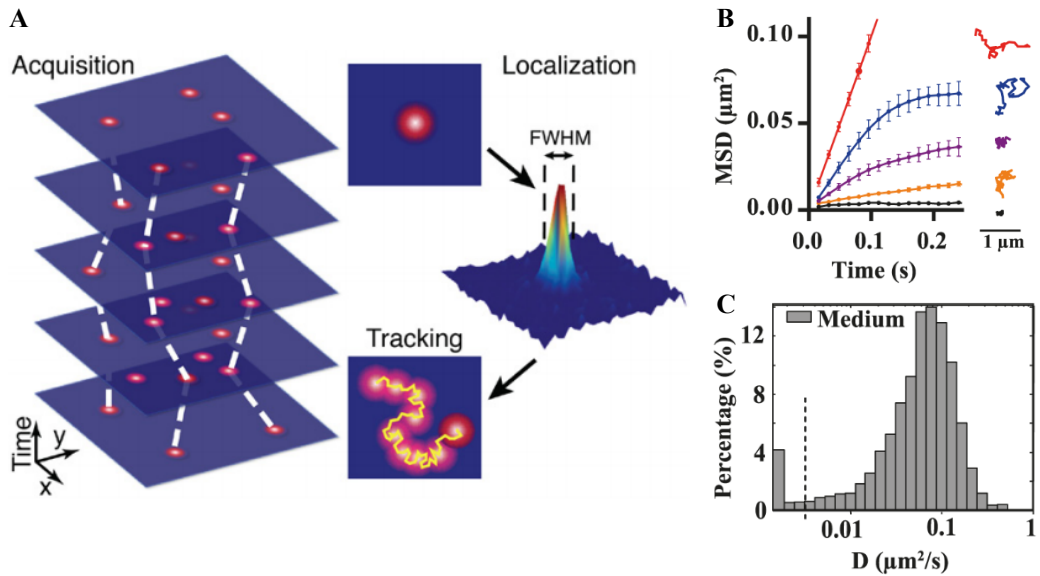 A
Acquisition
Time
y
x
Localization
FWHM
Tracking
B
MSD (μm²)
0.10
0.05
0.00
0.0 0.1 0.2
Time (s)
1 μm
C
Medium
Percentage (%)
12
8
4
0
0.01 0.1 1
D (μm²/s)